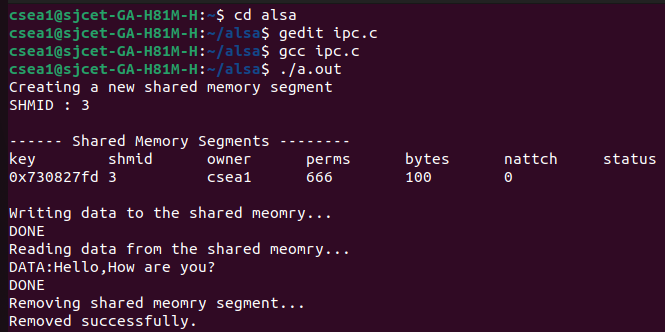 csea1@sjcet-GA-H81M-H:~$ cd alsa
csea1@sjcet-GA-H81M-H:~/alsa$ gedit ipc.c
csea1@sjcet-GA-H81M-H:~/alsa$ gcc ipc.c
csea1@sjcet-GA-H81M-H:~/alsa$ ./a.out
Creating a new shared memory segment
SHMID : 3
------ Shared Memory Segments --------
key        shmid      owner      perms      bytes      nattch     status
0x730827fd 3          csea1      666        100        0
Writing data to the shared meomry...
DONE
Reading data from the shared meomry...
DATA:Hello,How are you?
DONE
Removing shared meomry segment...
Removed successfully.